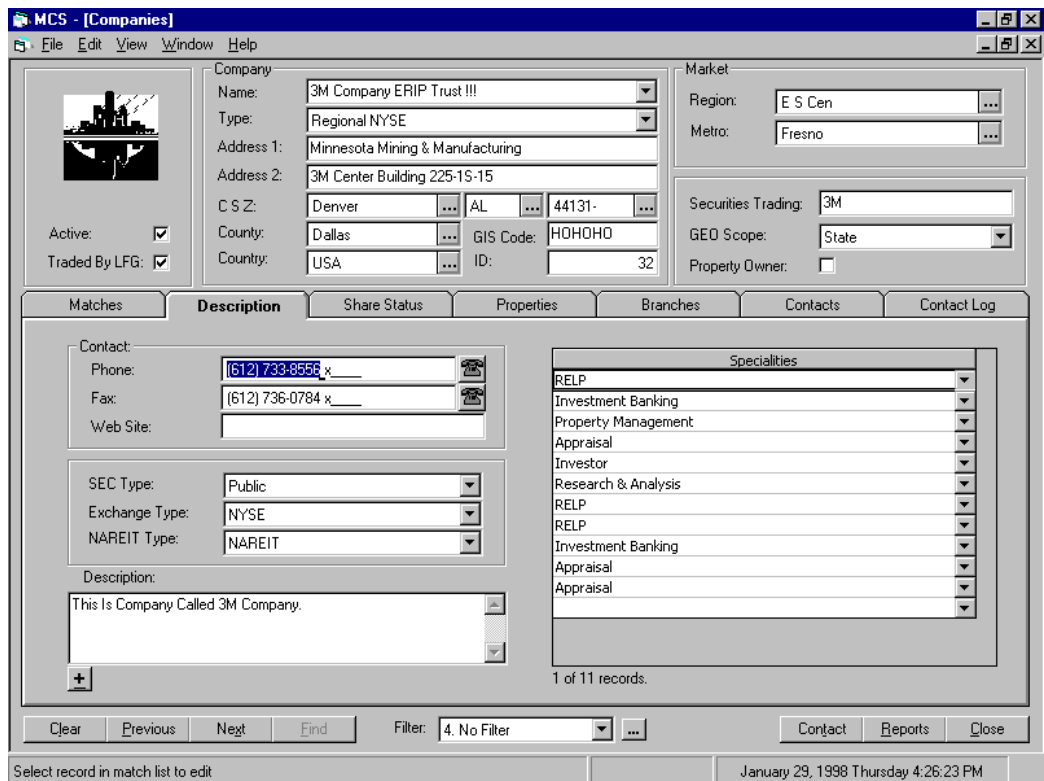 MCS - [Companies]
File Edit View Window Help
Company
Name: 3M Company ERIP Trust !!!
Type: Regional NYSE
Address 1: Minnesota Mining & Manufacturing
Address 2: 3M Center Building 225-1S-15
C S Z: Denver ... AL ... 44131- ...
County: Dallas ... GIS Code: HOHOHO
Country: USA ... ID: 32
Active:
Traded By LFG:
Market
Region: E S Cen ...
Metro: Fresno ...
Securities Trading: 3M
GEO Scope: State
Property Owner:
Matches Description Share Status Properties Branches Contacts Contact Log
Contact:
Phone: (612) 733-8556 x____
Fax: (612) 736-0784 x____
Web Site:
SEC Type: Public
Exchange Type: NYSE
NAREIT Type: NAREIT
Description:
This Is Company Called 3M Company.
+
Specialities
RELP
Investment Banking
Property Management
Appraisal
Investor
Research & Analysis
RELP
RELP
Investment Banking
Appraisal
Appraisal
1 of 11 records.
Clear Previous Next Find Filter: 4. No Filter ... Contact Reports Close
Select record in match list to edit January 29, 1998 Thursday 4:26:23 PM